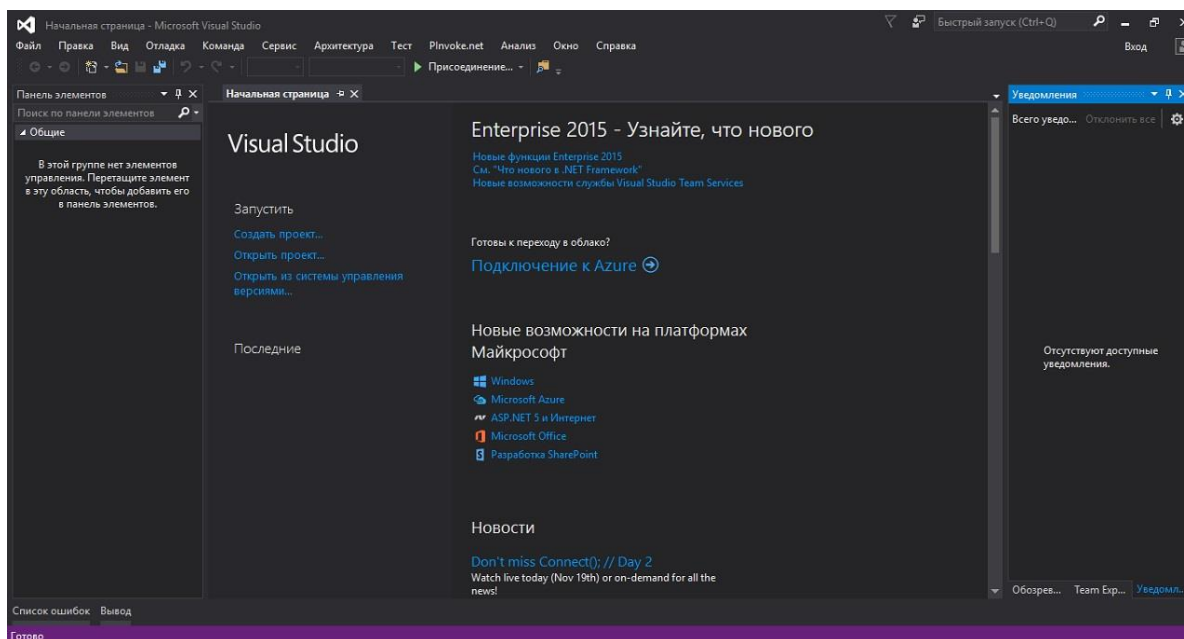 Начальная страница - Microsoft Visual Studio
Быстрый запуск (Ctrl+Q)
Файл Правка Вид Отладка Команда Сервис Архитектура Тест PInvoke.net Анализ Окно Справка
Вход
Присоединение...
Панель элементов
Поиск по панели элементов
Общие
В этой группе нет элементов
управления. Перетащите элемент
в эту область, чтобы добавить его
в панель элементов.
Начальная страница
Visual Studio
Запустить
Создать проект...
Открыть проект...
Открыть из системы управления
версиями...
Последние
Enterprise 2015 - Узнайте, что нового
Новые функции Enterprise 2015
См. "Что нового в .NET Framework"
Новые возможности службы Visual Studio Team Services
Готовы к переходу в облако?
Подключение к Azure
Новые возможности на платформах
Майкрософт
Windows
Microsoft Azure
ASP.NET 5 и Интернет
Microsoft Office
Разработка SharePoint
Новости
Don't miss Connect(); // Day 2
Watch live today (Nov 19th) or on-demand for all the
news!
Уведомления
Всего уведо... Отклонить все
Отсутствуют доступные
уведомления.
Обозрев... Team Exp... Уведомл...
Список ошибок Вывод
Готово